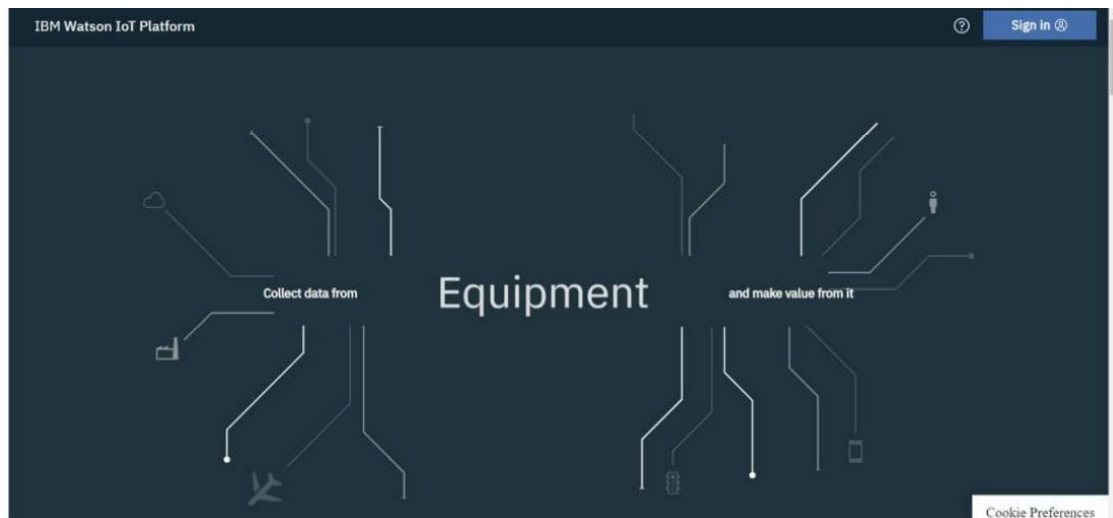 IBM Watson IoT Platform
Sign in
Collect data from Equipment and make value from it
Cookie Preferences